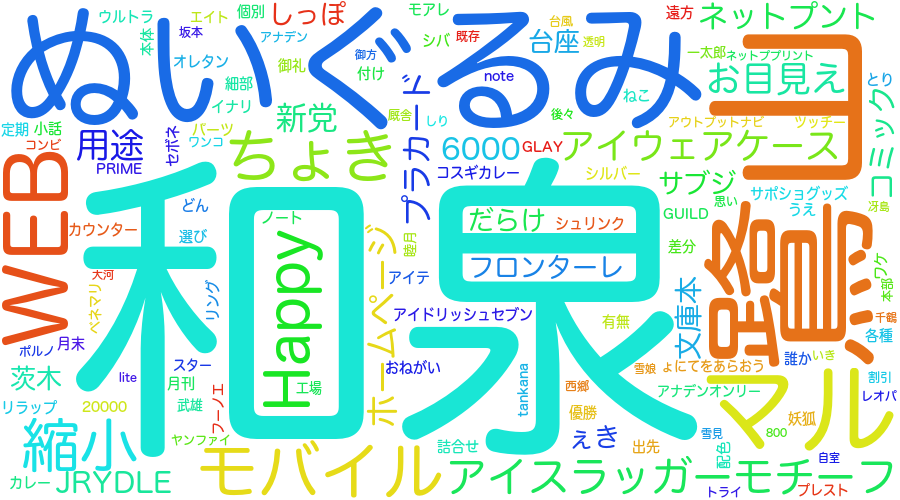 ウルトラ
エイト
個別
しっぽ
モアレ
台風
遠方
ネットプント
本体
坂本
アナデン
御方
シバ
既存
台座
透明
一太郎
ネットプリント
ぬいぐるみ
オレタン
御礼
付け
note
お目見え
とり
細部
イナリ
ねこ
定期
小話
コンビ
セボネ
パーツ
ワンコ
新党
厩舎
しり
後々
アウトプットナビ
ツッチー
コミック
用途
PRIME
ちょき
プラカード
6000
GLAY
アイウェアケース
WEB
和泉
コスギカレー
シルバー
サブジ
サポショグッズ
どん
ノート
だらけ
シュリンク
GUILD
思い
うえ
冴島
カウンター
選び
Happy
ホームページ
睦月
フロンターレ
差分
鷺
ワケ
本部
大河
ベネマリ
リング
アイテ
文庫本
ポルノ
月末
アイドリッシュセブン
有無
千鶴
各種
lite
スター
おねがい
tankana
雪娘
ょにてをあらおう
誰か
いき
茨木
月刊
工場
西郷
アナデンオンリー
割引
レオパ
リラップ
20000
武雄
フーノエ
優勝
マル
妖狐
縮小
ヤンファイ
詰合せ
えき
出先
雪見
配色
800
カレー
JRYDLE
モバイル
アイスラッガーモチーフ
自室
トライ
プレスト